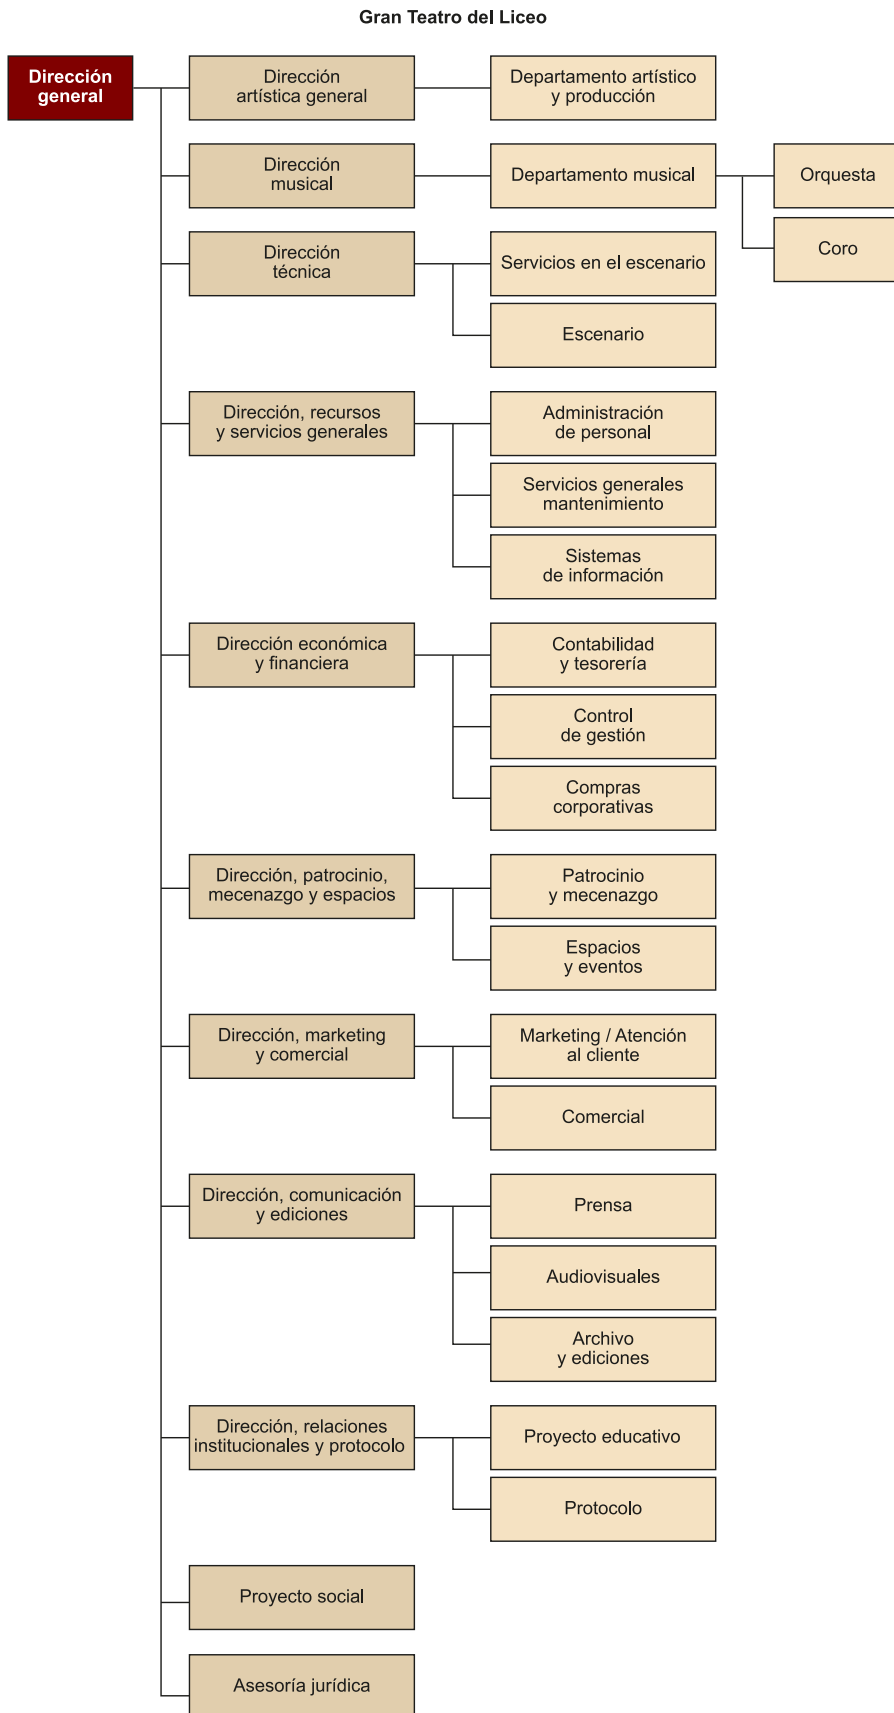 Gran Teatro del Liceo
Dirección
general
Dirección
artística general
Departamento artístico
y producción
Dirección
musical
Departamento musical
Orquesta
Coro
Dirección
técnica
Servicios en el escenario
Escenario
Dirección, recursos
y servicios generales
Administración
de personal
Servicios generales
mantenimiento
Sistemas
de información
Dirección económica
y financiera
Contabilidad
y tesorería
Control
de gestión
Compras
corporativas
Dirección, patrocinio,
mecenazgo y espacios
Patrocinio
y mecenazgo
Espacios
y eventos
Dirección, marketing
y comercial
Marketing / Atención
al cliente
Comercial
Dirección, comunicación
y ediciones
Prensa
Audiovisuales
Archivo
y ediciones
Dirección, relaciones
institucionales y protocolo
Proyecto educativo
Protocolo
Proyecto social
Asesoría jurídica